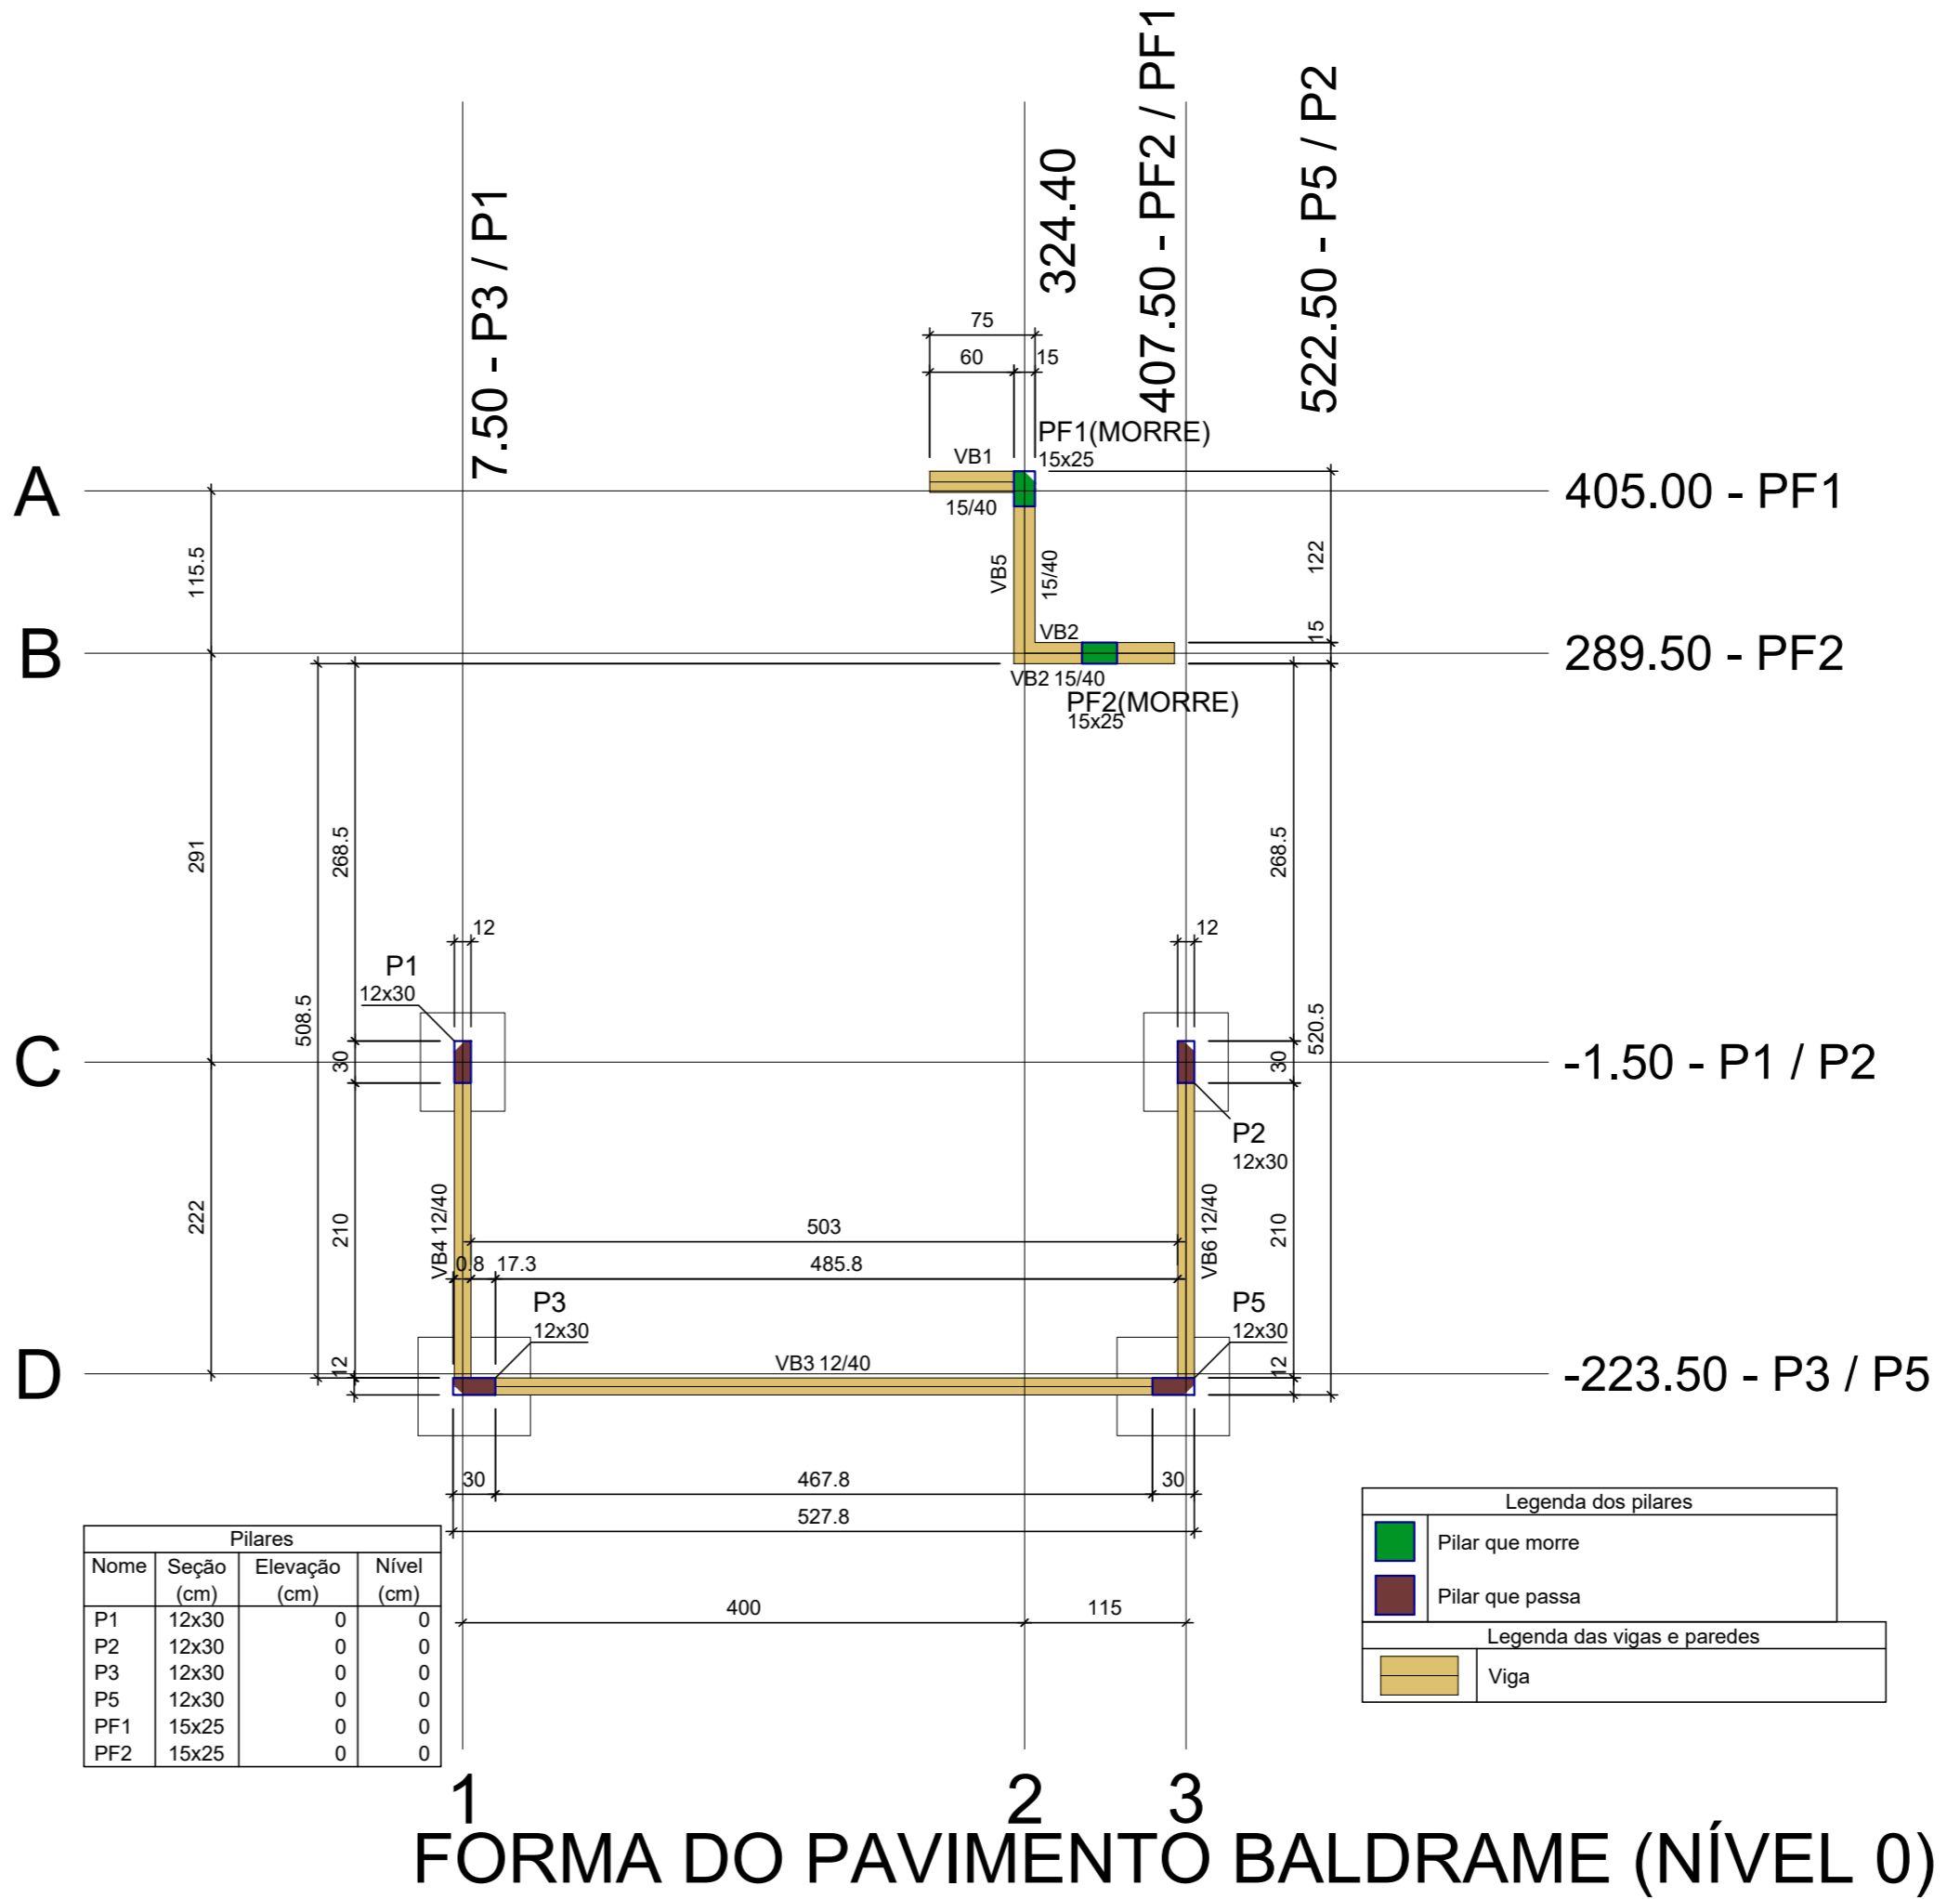 7.50 - P3 / P1
324.40
407.50 - PF2 / PF1
522.50 - P5 / P2
75
60
15
PF1(MORRE)
15x25
VB1
15/40
A
405.00 - PF1
115.5
VB5
15/40
122
15
B
VB2
289.50 - PF2
VB2 15/40
PF2(MORRE)
15x25
291
268.5
268.5
12
12
P1
12x30
508.5
520.5
30
30
C
-1.50 - P1 / P2
P2
12x30
222
210
VB4 12/40
503
VB6 12/40
210
0.8
17.3
485.8
P3
12x30
P5
12x30
12
VB3 12/40
12
D
-223.50 - P3 / P5
30
467.8
30
527.8
Pilares
Nome Seção (cm) Elevação (cm) Nível (cm)
P1 12x30 0 0
P2 12x30 0 0
P3 12x30 0 0
P5 12x30 0 0
PF1 15x25 0 0
PF2 15x25 0 0
400
115
Legenda dos pilares
Pilar que morre
Pilar que passa
Legenda das vigas e paredes
Viga
1
2
3
FORMA DO PAVIMENTO BALDRAME (NÍVEL 0)